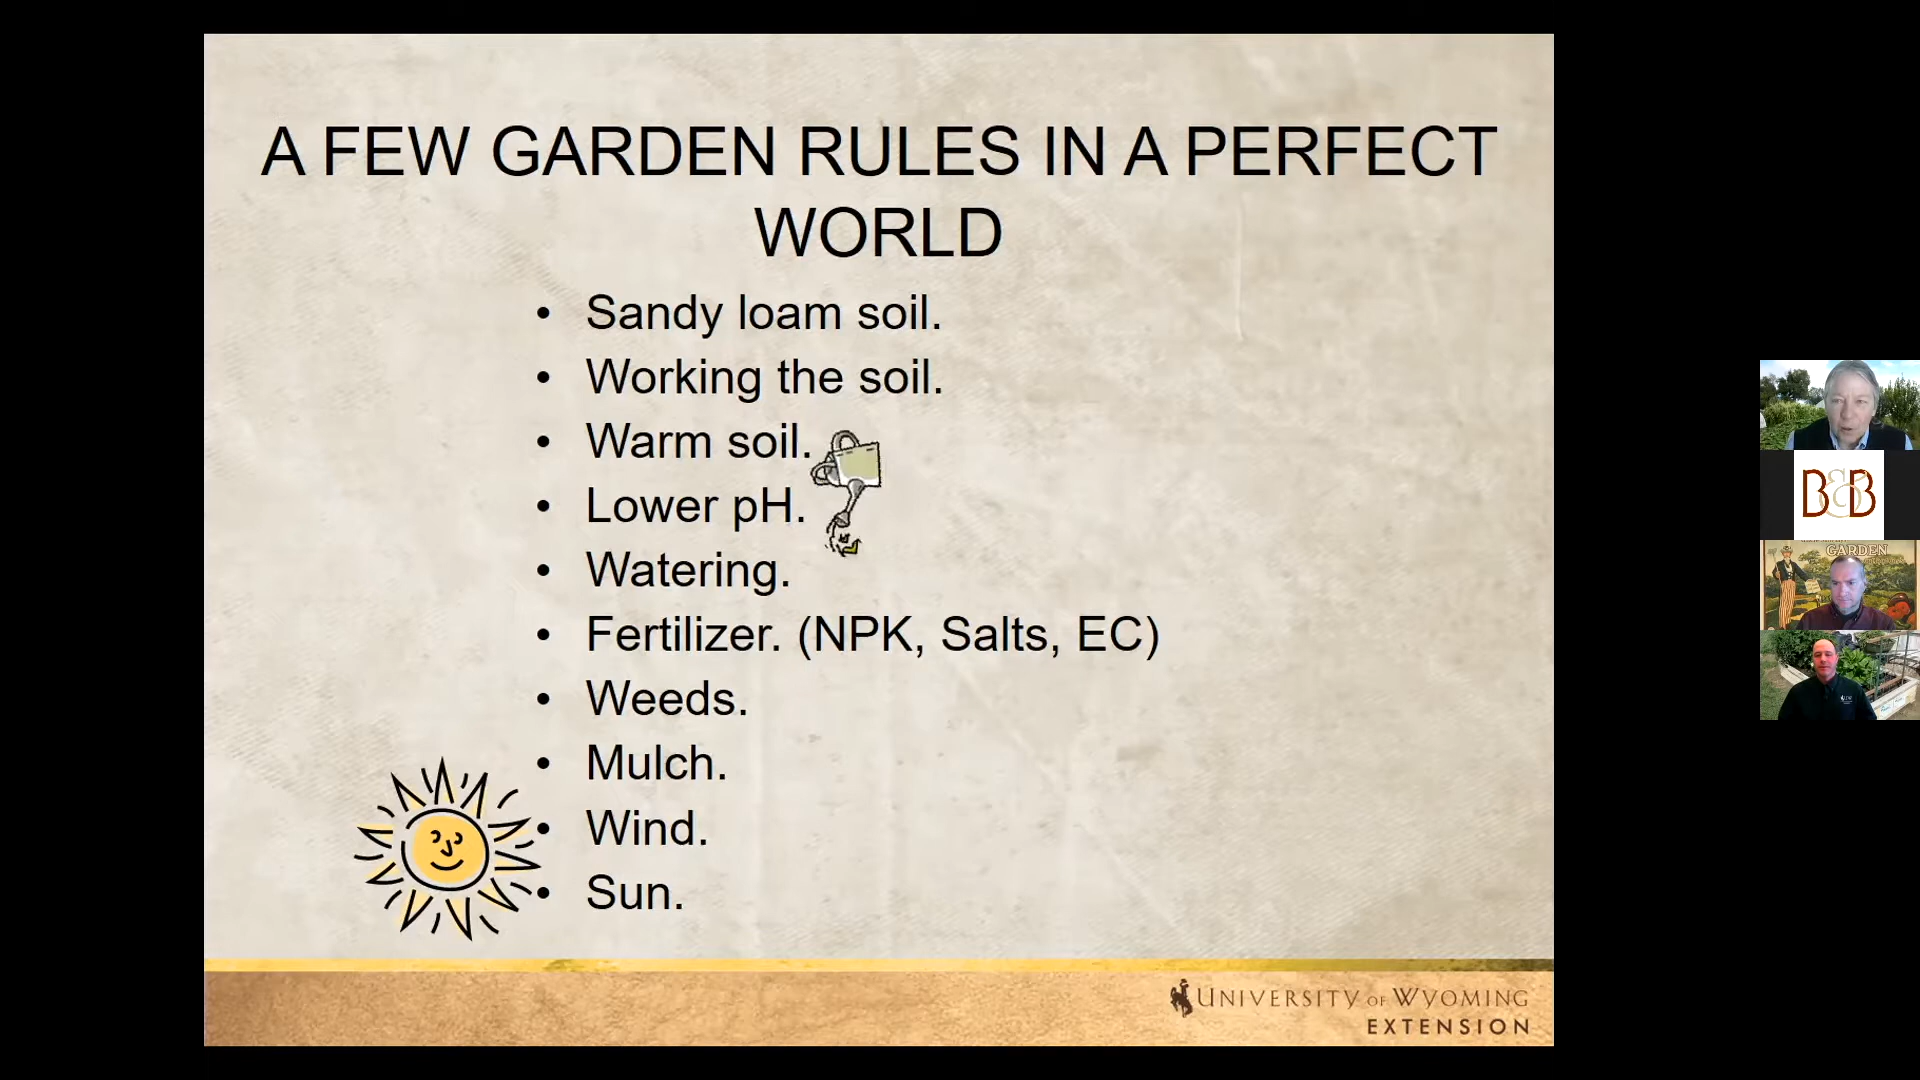 A FEW GARDEN RULES IN A PERFECT
WORLD
• Sandy loam soil.
• Working the soil.
• Warm soil.
• Lower pH.
• Watering.
• Fertilizer. (NPK, Salts, EC)
• Weeds.
• Mulch.
• Wind.
• Sun.
UNIVERSITY OF WYOMING
EXTENSION
B&B
GARDEN